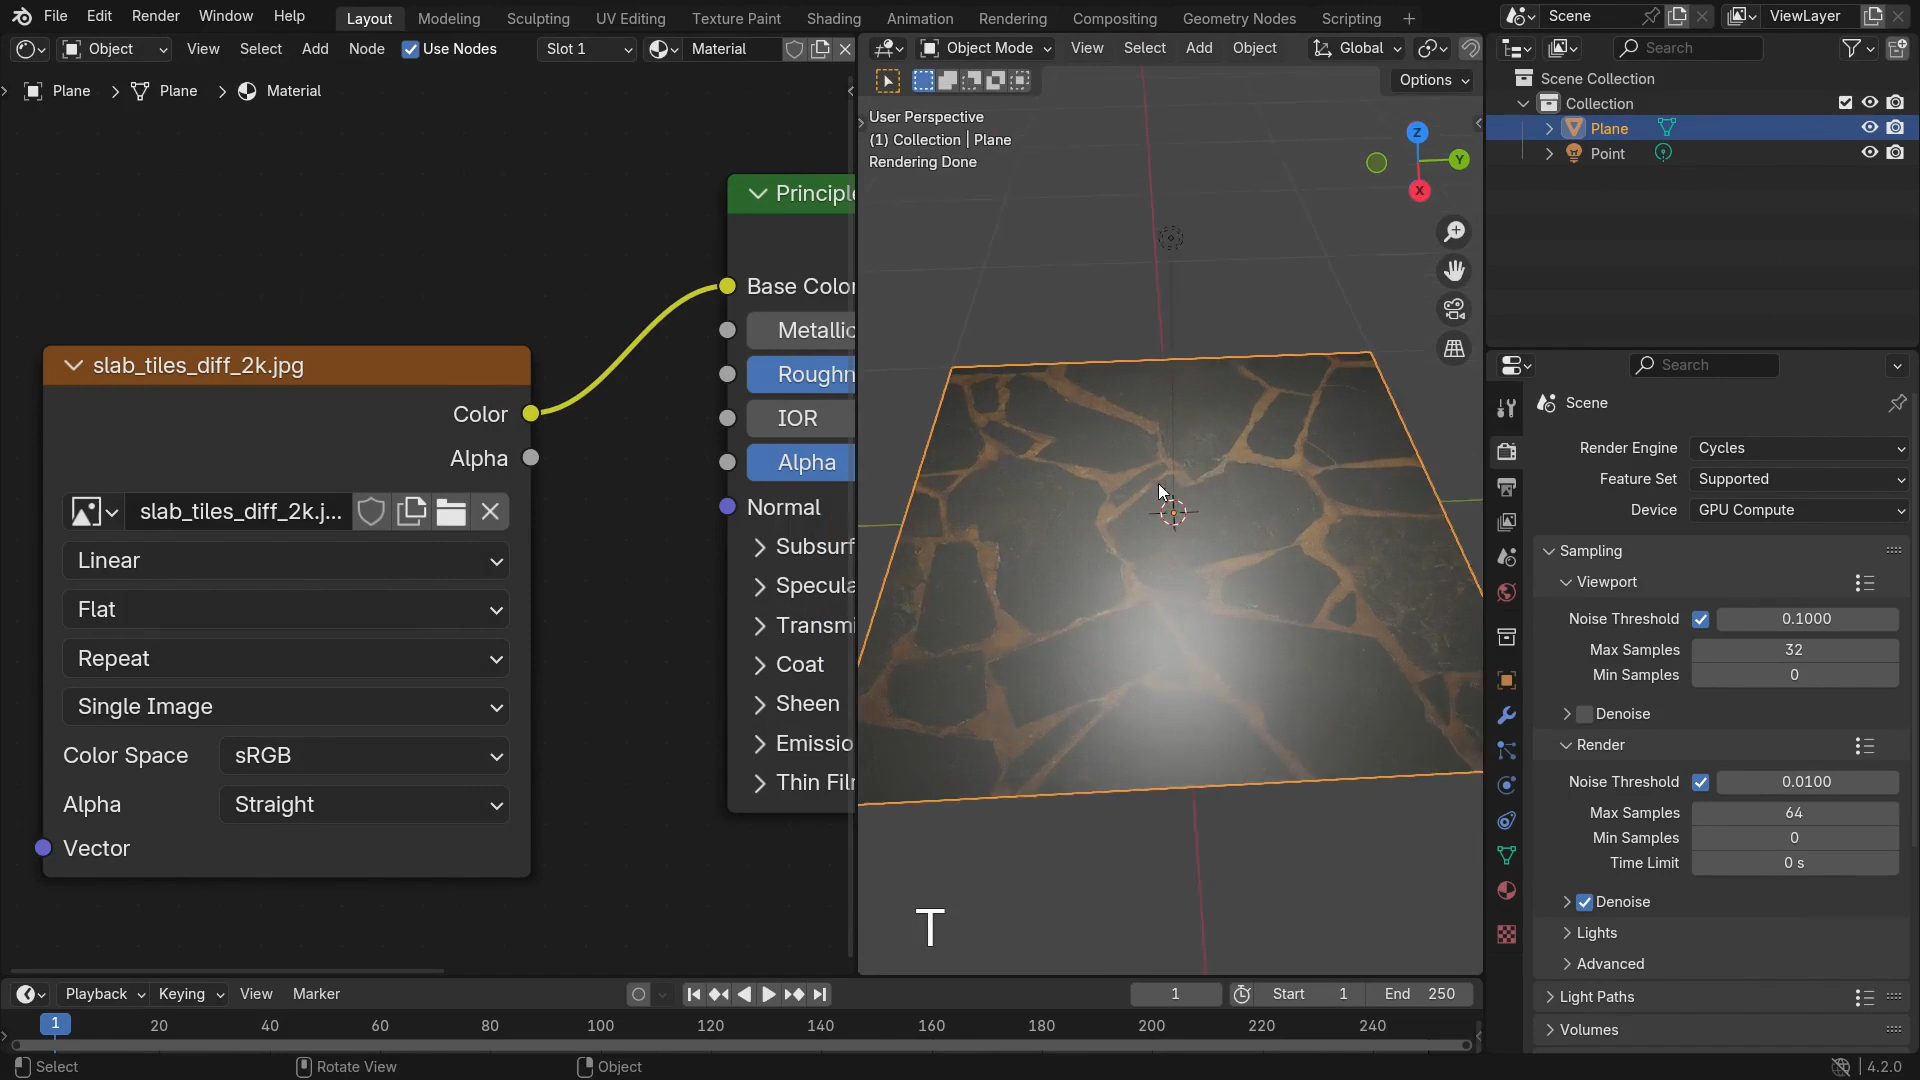 File Edit Render Window Help Layout Modeling Sculpting UV Editing Texture Paint Shading Animation Rendering Compositing Geometry Nodes Scripting Scene ViewLayer
Object View Select Add Node Use Nodes Slot 1 Material
Plane Plane Material
Principle
Base Color
Metallic
Roughn
IOR
Alpha
Normal
Subsurf
Specula
Transmi
Coat
Sheen
Emissio
Thin Fil
slab_tiles_diff_2k.jpg
Color
Alpha
slab_tiles_diff_2k.j...
Linear
Flat
Repeat
Single Image
Color Space sRGB
Alpha Straight
Vector
Object Mode View Select Add Object Global
Options
User Perspective
(1) Collection | Plane
Rendering Done
Z
Y
X
T
Search
Scene Collection
Collection
Plane
Point
Search
Scene
Render Engine Cycles
Feature Set Supported
Device GPU Compute
Sampling
Viewport
Noise Threshold 0.1000
Max Samples 32
Min Samples 0
Denoise
Render
Noise Threshold 0.0100
Max Samples 64
Min Samples 0
Time Limit 0 s
Denoise
Lights
Advanced
Light Paths
Volumes
Playback Keying View Marker 1 Start 1 End 250
1 20 40 60 80 100 120 140 160 180 200 220 240
Select Rotate View Object 4.2.0